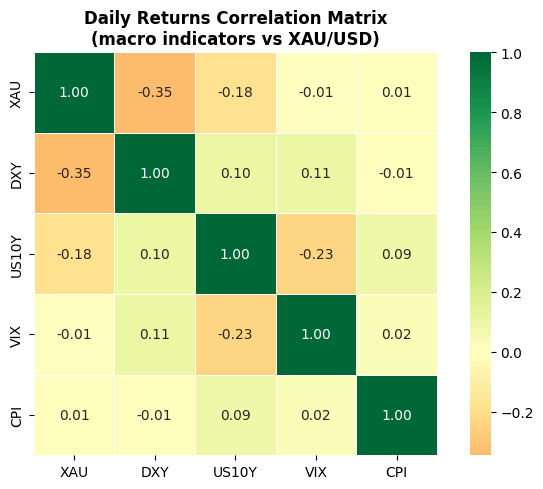 Daily Returns Correlation Matrix
(macro indicators vs XAU/USD)
XAU 1.00 -0.35 -0.18 -0.01 0.01
DXY -0.35 1.00 0.10 0.11 -0.01
US10Y -0.18 0.10 1.00 -0.23 0.09
VIX -0.01 0.11 -0.23 1.00 0.02
CPI 0.01 -0.01 0.09 0.02 1.00
XAU DXY US10Y VIX CPI
1.0
0.8
0.6
0.4
0.2
0.0
−0.2